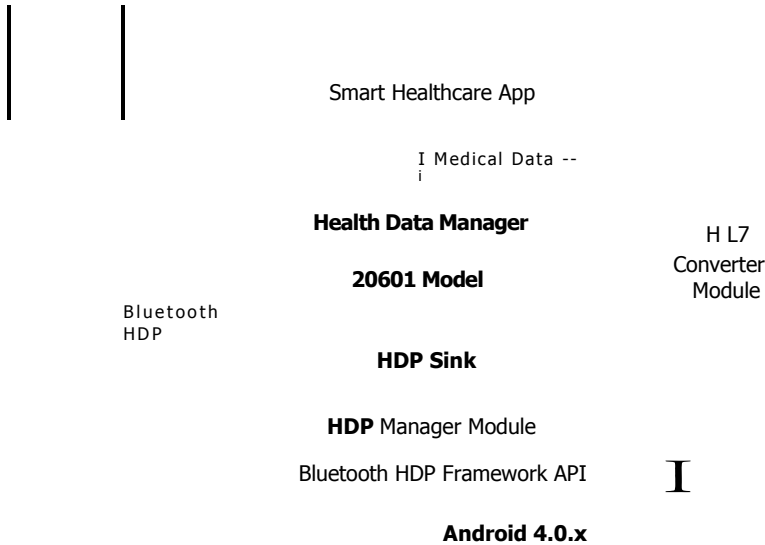 Smart Healthcare App
I Medical Data --
i
Health Data Manager
H L7
Converter
Module
20601 Model
Bluetooth
HDP
HDP Sink
HDP Manager Module
Bluetooth HDP Framework API
I
Android 4.0.x